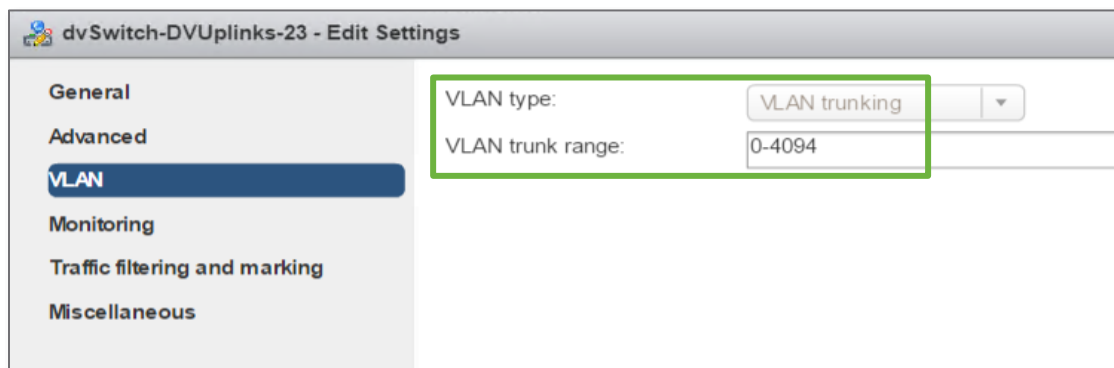 dvSwitch-DVUplinks-23 - Edit Settings
General
Advanced
VLAN
Monitoring
Traffic filtering and marking
Miscellaneous
VLAN type: VLAN trunking
VLAN trunk range: 0-4094